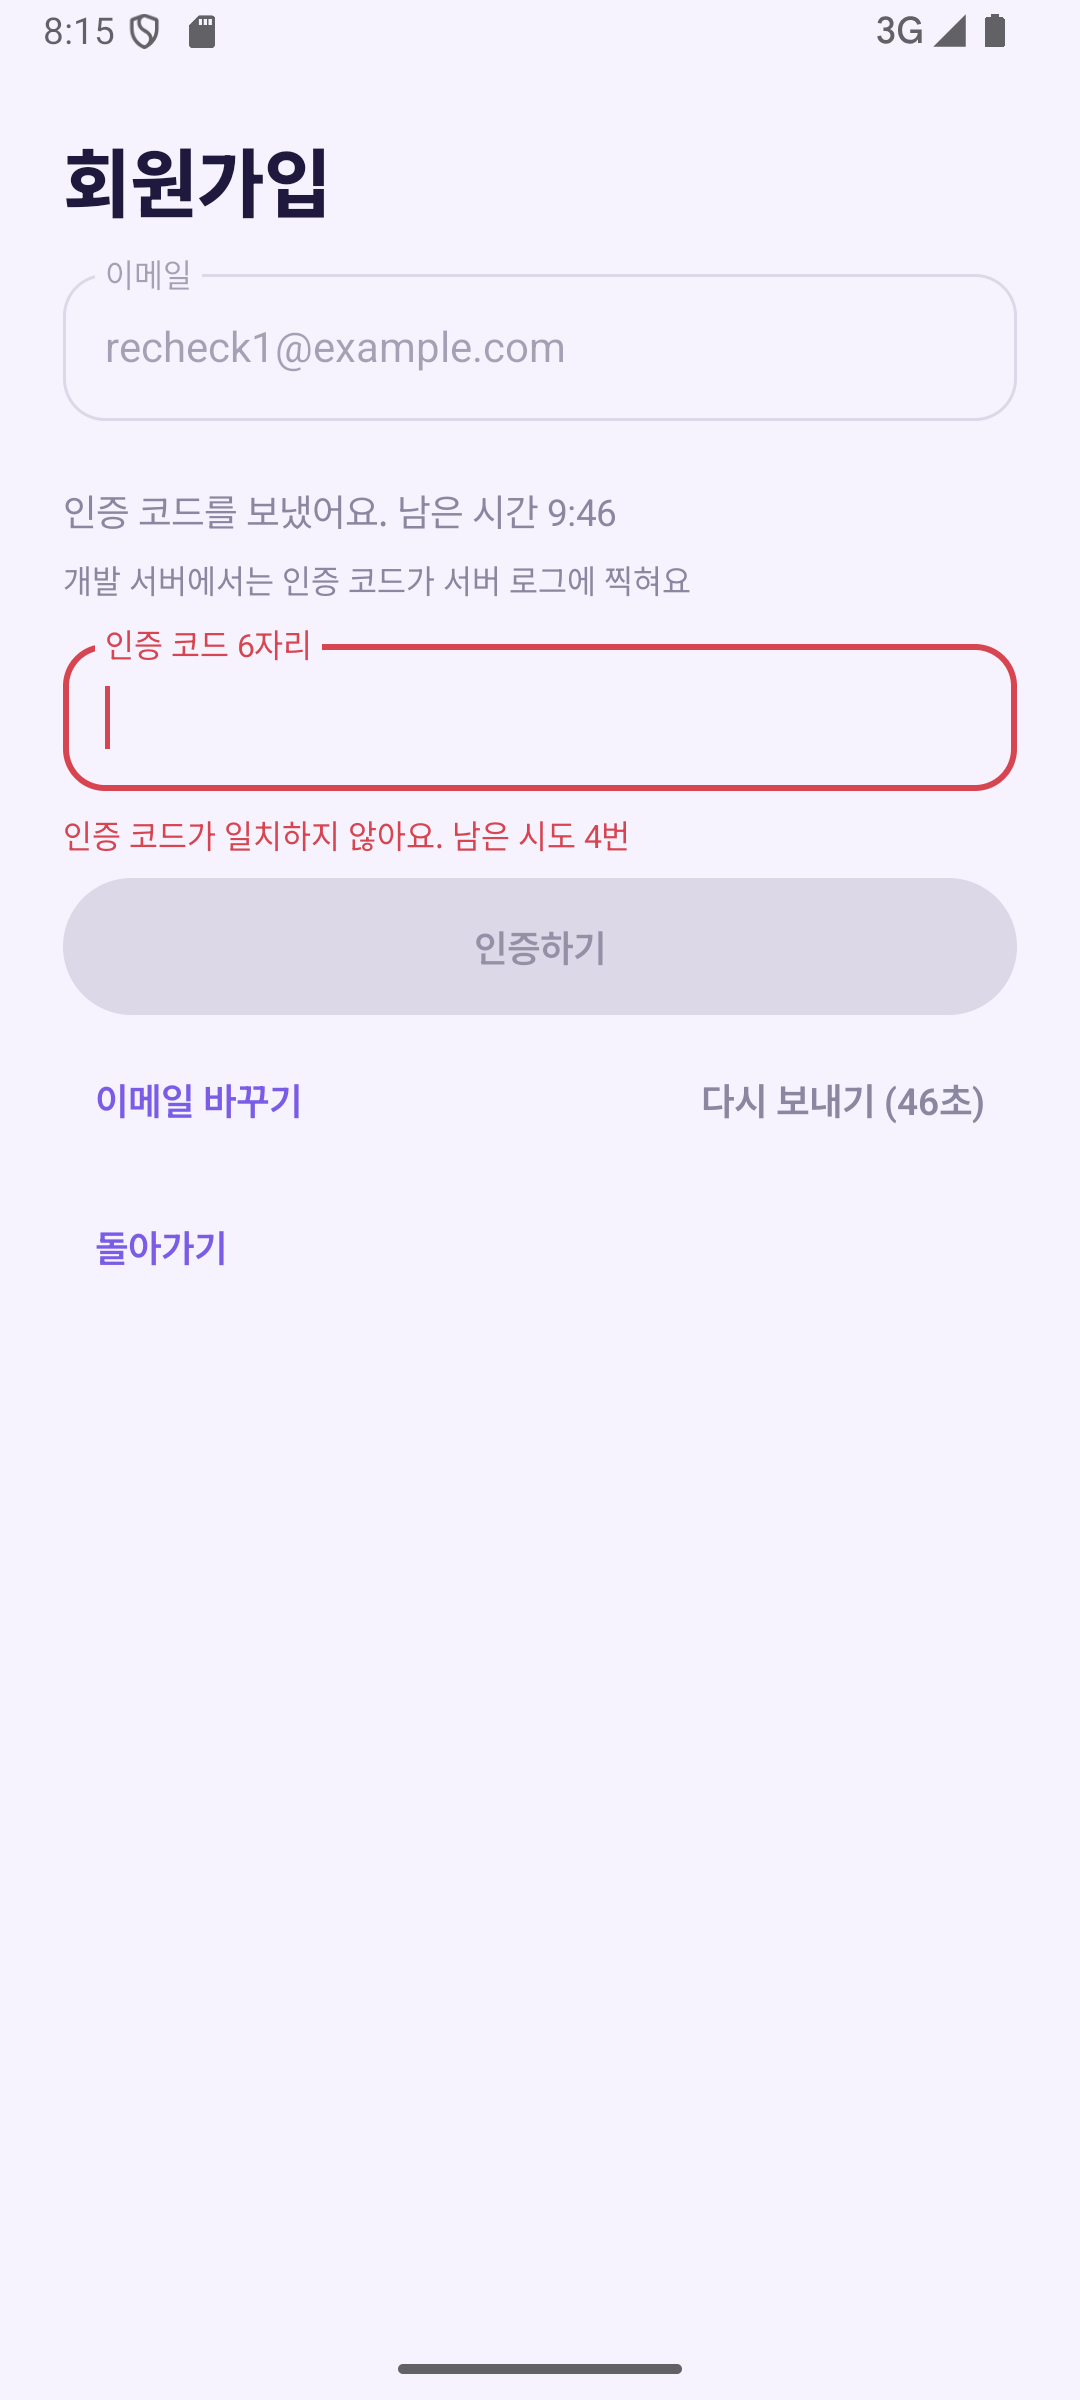 8:15
3G
회원가입
이메일
recheck1@example.com
인증 코드를 보냈어요. 남은 시간 9:46
개발 서버에서는 인증 코드가 서버 로그에 찍혀요
인증 코드 6자리
인증 코드가 일치하지 않아요. 남은 시도 4번
인증하기
이메일 바꾸기
다시 보내기 (46초)
돌아가기